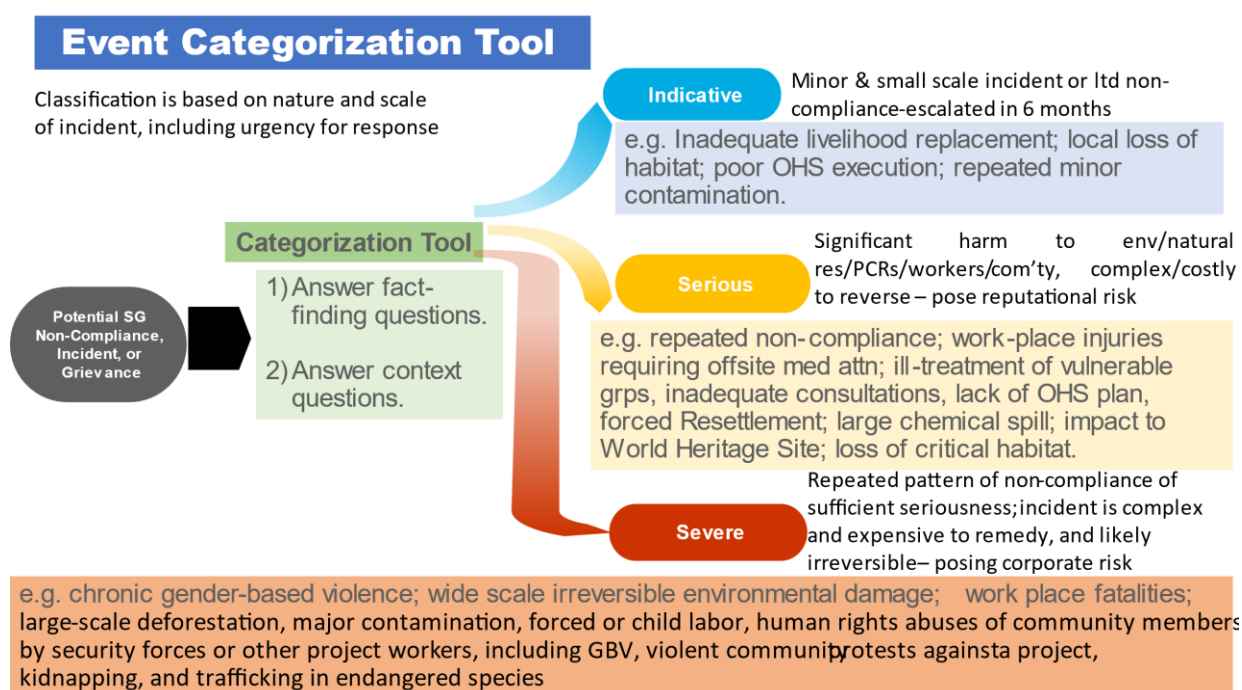 Event Categorization Tool
Classification is based on nature and scale
of incident, including urgency for response
Indicative
Minor & small scale incident or ltd non-
compliance-escalated in 6 months
e.g. Inadequate livelihood replacement; local loss of
habitat; poor OHS execution; repeated minor
contamination.
Potential SG
Non-Compliance,
Incident, or
Grievance
Categorization Tool
1) Answer fact-
finding questions.
2) Answer context
questions.
Serious
Significant harm to env/natural
res/PCRs/workers/com'ty, complex/costly
to reverse – pose reputational risk
e.g. repeated non-compliance; work-place injuries
requiring offsite med attn; ill-treatment of vulnerable
grps, inadequate consultations, lack of OHS plan,
forced Resettlement; large chemical spill; impact to
World Heritage Site; loss of critical habitat.
Severe
Repeated pattern of non-compliance of
sufficient seriousness; incident is complex
and expensive to remedy, and likely
irreversible– posing corporate risk
e.g. chronic gender-based violence; wide scale irreversible environmental damage; work place fatalities;
large-scale deforestation, major contamination, forced or child labor, human rights abuses of community members
by security forces or other project workers, including GBV, violent community protests againsta project,
kidnapping, and trafficking in endangered species